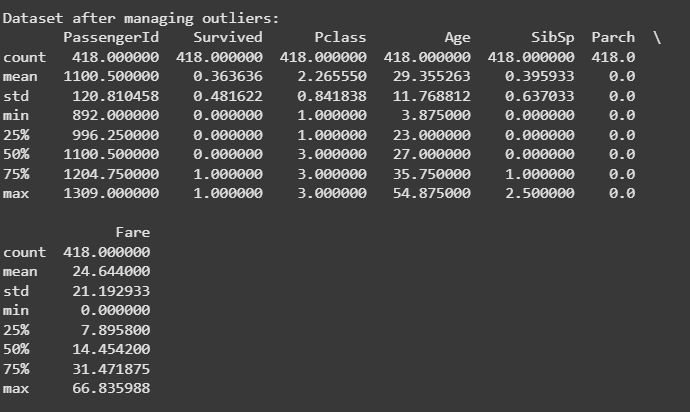 Dataset after managing outliers:
       PassengerId    Survived      Pclass         Age       SibSp  Parch  \
count   418.000000  418.000000  418.000000  418.000000  418.000000  418.0
mean   1100.500000    0.363636    2.265550   29.355263    0.395933    0.0
std     120.810458    0.481622    0.841838   11.768812    0.637033    0.0
min     892.000000    0.000000    1.000000    3.875000    0.000000    0.0
25%     996.250000    0.000000    1.000000   23.000000    0.000000    0.0
50%    1100.500000    0.000000    3.000000   27.000000    0.000000    0.0
75%    1204.750000    1.000000    3.000000   35.750000    1.000000    0.0
max    1309.000000    1.000000    3.000000   54.875000    2.500000    0.0
             Fare
count  418.000000
mean    24.644000
std     21.192933
min      0.000000
25%      7.895800
50%     14.454200
75%     31.471875
max     66.835988